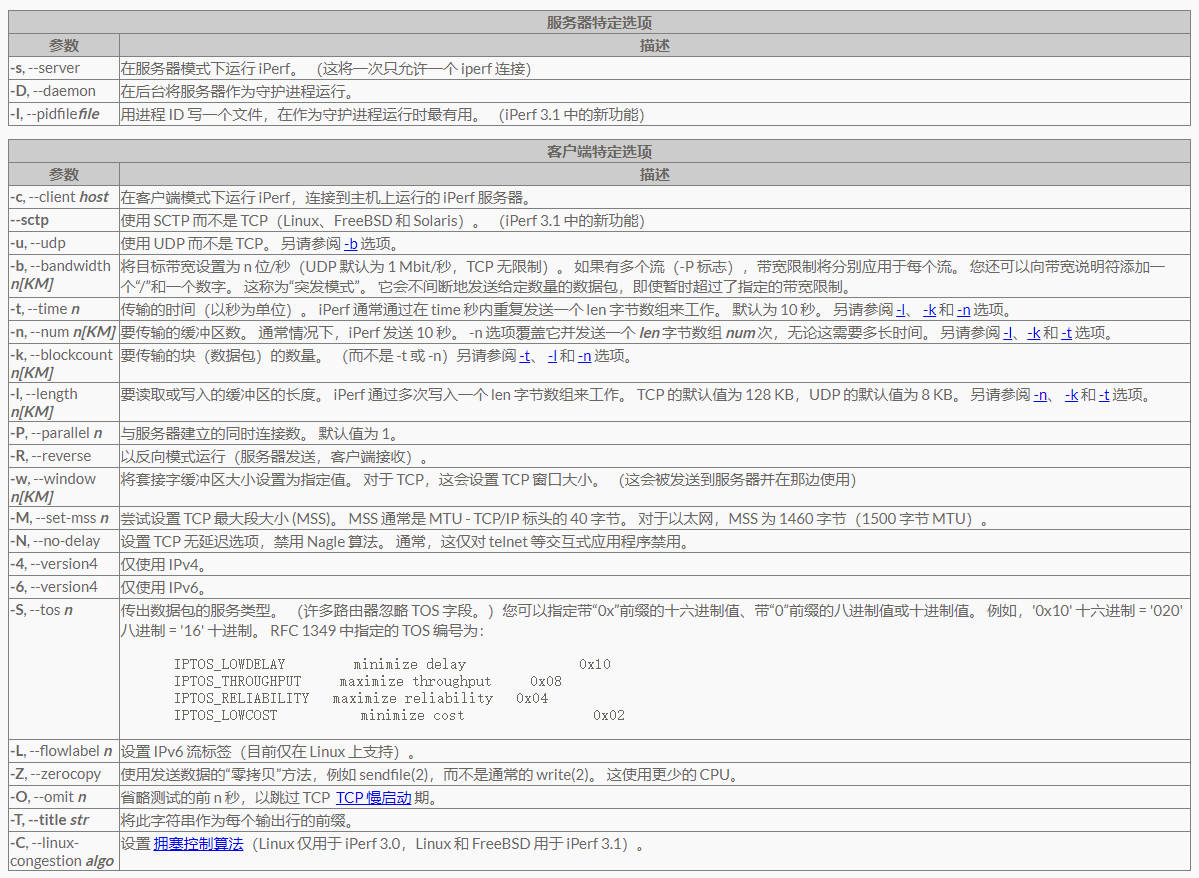 服务器特定选项
参数 描述
-s, --server 在服务器模式下运行 iPerf。 (这将一次只允许一个 iperf 连接)
-D, --daemon 在后台将服务器作为守护进程运行。
-I, --pidfilefile 用进程 ID 写一个文件，在作为守护进程运行时最有用。 (iPerf 3.1 中的新功能)
客户端特定选项
参数 描述
-c, --client host 在客户端模式下运行 iPerf，连接到主机上运行的 iPerf 服务器。
--sctp 使用 SCTP 而不是 TCP（Linux、FreeBSD 和 Solaris）。 (iPerf 3.1 中的新功能)
-u, --udp 使用 UDP 而不是 TCP。 另请参阅 -b 选项。
-b, --bandwidth 将目标带宽设置为 n 位/秒（UDP 默认为 1 Mbit/秒，TCP 无限制）。 如果有多个流（-P 标志），带宽限制将分别应用于每个流。 您还可以向带宽说明符添加一
n[KM] 个“/”和一个数字。 这称为“突发模式”。 它会不间断地发送给定数量的数据包，即使暂时超过了指定的带宽限制。
-t, --time n 传输的时间（以秒为单位）。 iPerf 通常通过在 time 秒内重复发送一个 len 字节数组来工作。 默认为 10 秒。 另请参阅 -l、 -k 和 -n 选项。
-n, --num n[KM] 要传输的缓冲区数。 通常情况下，iPerf 发送 10 秒。 -n 选项覆盖它并发送一个 len 字节数组 num 次，无论这需要多长时间。 另请参阅 -l、-k 和 -t 选项。
-k, --blockcount 要传输的块（数据包）的数量。 （而不是 -t 或 -n）另请参阅 -t、 -l 和 -n 选项。
n[KM]
-l, --length 要读取或写入的缓冲区的长度。 iPerf 通过多次写入一个 len 字节数组来工作。 TCP 的默认值为 128 KB，UDP 的默认值为 8 KB。 另请参阅 -n、 -k 和 -t 选项。
n[KM]
-P, --parallel n 与服务器建立的同时连接数。 默认值为 1。
-R, --reverse 以反向模式运行（服务器发送，客户端接收）。
-w, --window 将套接字缓冲区大小设置为指定值。 对于 TCP，这会设置 TCP 窗口大小。 (这会被发送到服务器并在那边使用)
n[KM]
-M, --set-mss n 尝试设置 TCP 最大段大小 (MSS)。 MSS 通常是 MTU - TCP/IP 标头的 40 字节。 对于以太网，MSS 为 1460 字节（1500 字节 MTU）。
-N, --no-delay 设置 TCP 无延迟选项，禁用 Nagle 算法。 通常，这仅对 telnet 等交互式应用程序禁用。
-4, --version4 仅使用 IPv4。
-6, --version4 仅使用 IPv6。
-S, --tos n 传出数据包的服务类型。 （许多路由器忽略 TOS 字段。）您可以指定带“0x”前缀的十六进制值、带“0”前缀的八进制值或十进制值。 例如，'0x10' 十六进制 = '020'
八进制 = '16' 十进制。 RFC 1349 中指定的 TOS 编号为：
IPTOS_LOWDELAY minimize delay 0x10
IPTOS_THROUGHPUT maximize throughput 0x08
IPTOS_RELIABILITY maximize reliability 0x04
IPTOS_LOWCOST minimize cost 0x02
-L, --flowlabel n 设置 IPv6 流标签（目前仅在 Linux 上支持）。
-Z, --zerocopy 使用发送数据的“零拷贝”方法，例如 sendfile(2)，而不是通常的 write(2)。 这使用更少的 CPU。
-O, --omit n 省略测试的前 n 秒，以跳过 TCP TCP 慢启动 期。
-T, --title str 将此字符串作为每个输出行的前缀。
-C, --linux- 设置 拥塞控制算法（Linux 仅用于 iPerf 3.0，Linux 和 FreeBSD 用于 iPerf 3.1）。
congestion algo